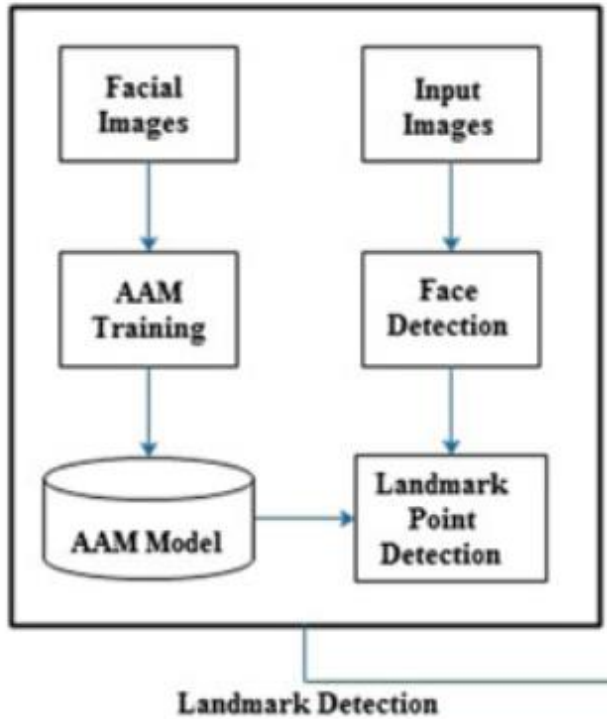 Facial
Images
Input
Images
AAM
Training
Face
Detection
AAM Model
Landmark
Point
Detection
Landmark Detection